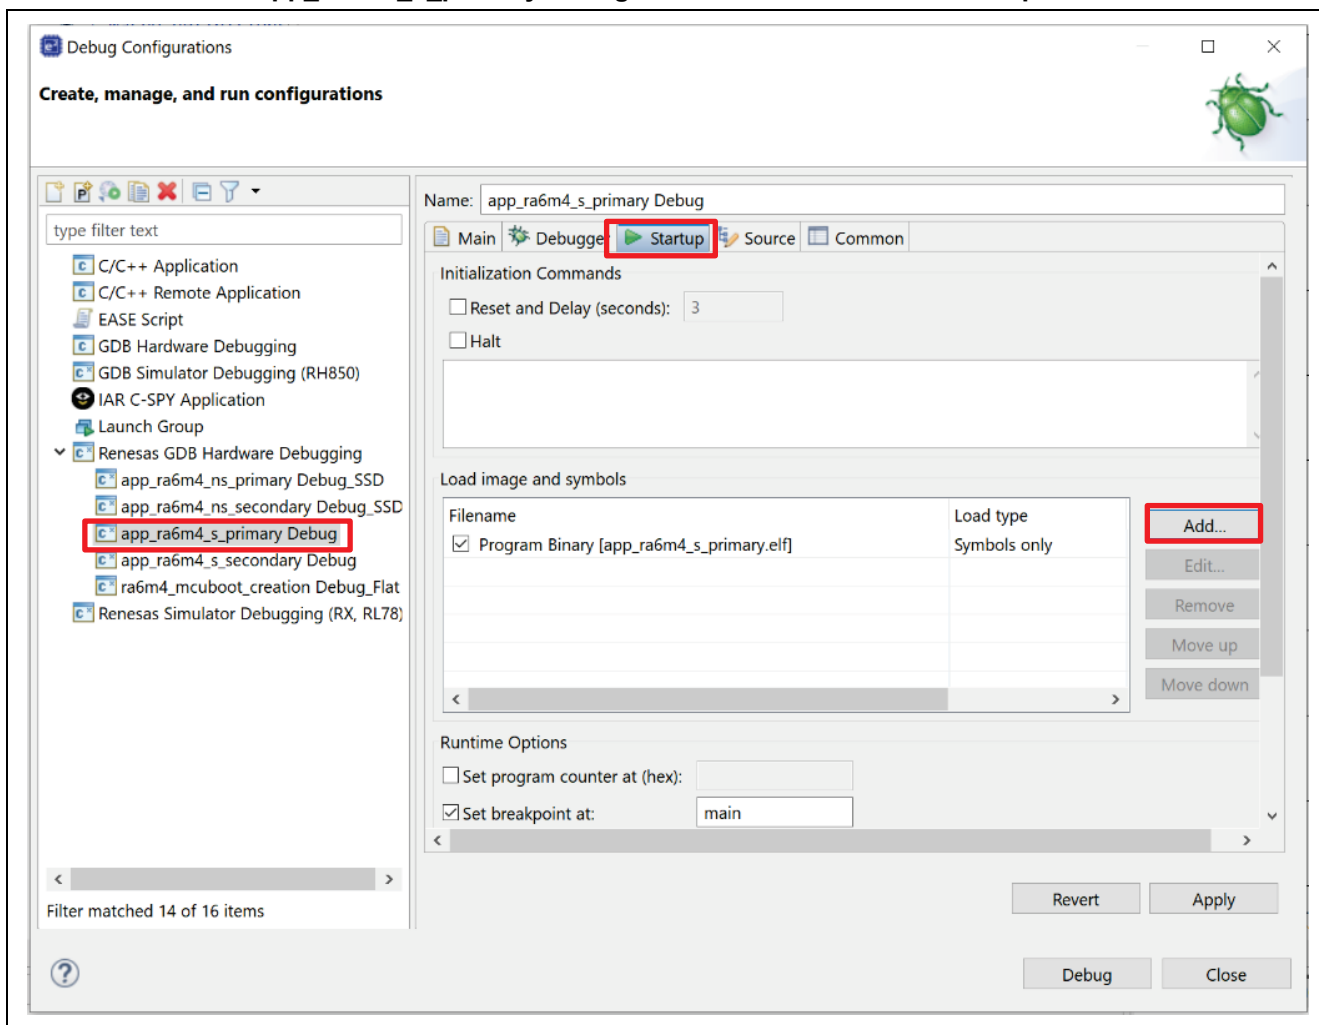 Debug Configurations
Create, manage, and run configurations
type filter text
C/C++ Application
C/C++ Remote Application
EASE Script
GDB Hardware Debugging
GDB Simulator Debugging (RH850)
IAR C-SPY Application
Launch Group
Renesas GDB Hardware Debugging
app_ra6m4_ns_primary Debug_SSD
app_ra6m4_ns_secondary Debug_SSD
app_ra6m4_s_primary Debug
app_ra6m4_s_secondary Debug
ra6m4_mcuboot_creation Debug_Flat
Renesas Simulator Debugging (RX, RL78)
Filter matched 14 of 16 items
Name: app_ra6m4_s_primary Debug
Main Debugger Startup Source Common
Initialization Commands
Reset and Delay (seconds): 3
Halt
Load image and symbols
Filename Load type
Program Binary [app_ra6m4_s_primary.elf] Symbols only
Add...
Edit...
Remove
Move up
Move down
Runtime Options
Set program counter at (hex):
Set breakpoint at: main
Revert Apply
Debug Close